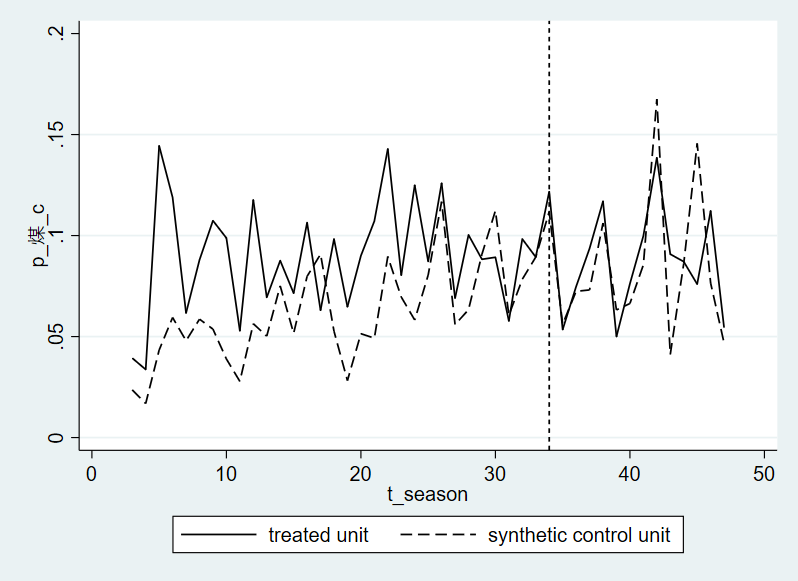 .2
.15
.1
.05
0
p_煤_c
0 10 20 30 40 50
t_season
treated unit synthetic control unit